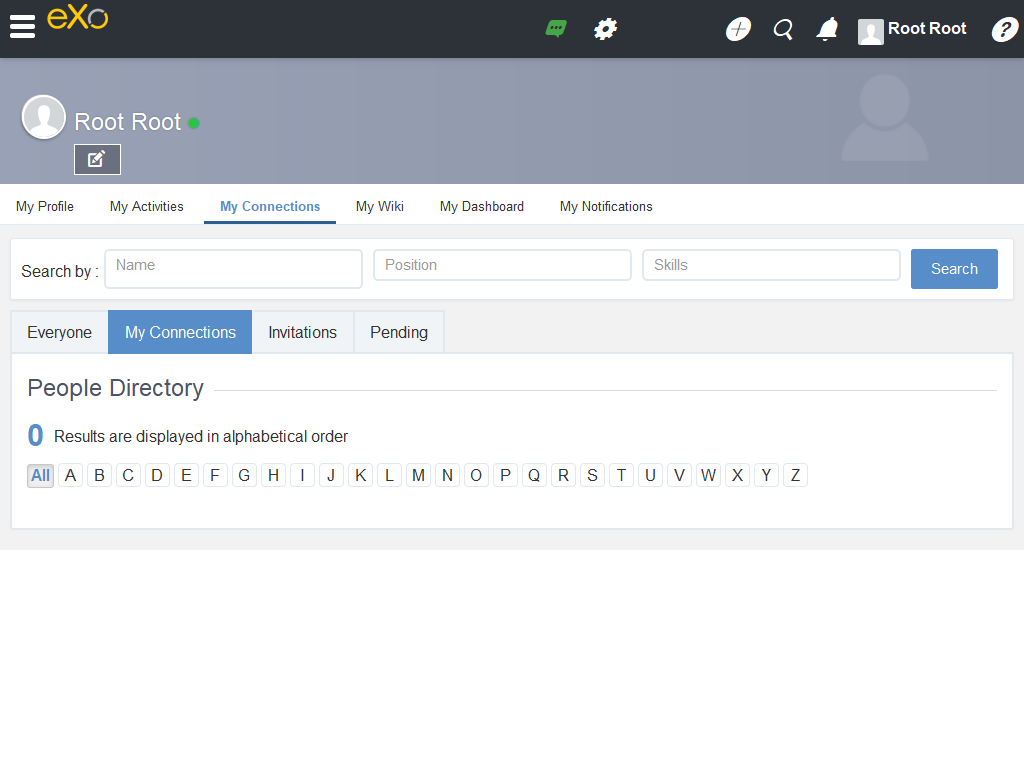 eXo
Root Root
?
Root Root
My Profile My Activities My Connections My Wiki My Dashboard My Notifications
Search by : Name Position Skills Search
Everyone My Connections Invitations Pending
People Directory
0 Results are displayed in alphabetical order
All A B C D E F G H I J K L M N O P Q R S T U V W X Y Z